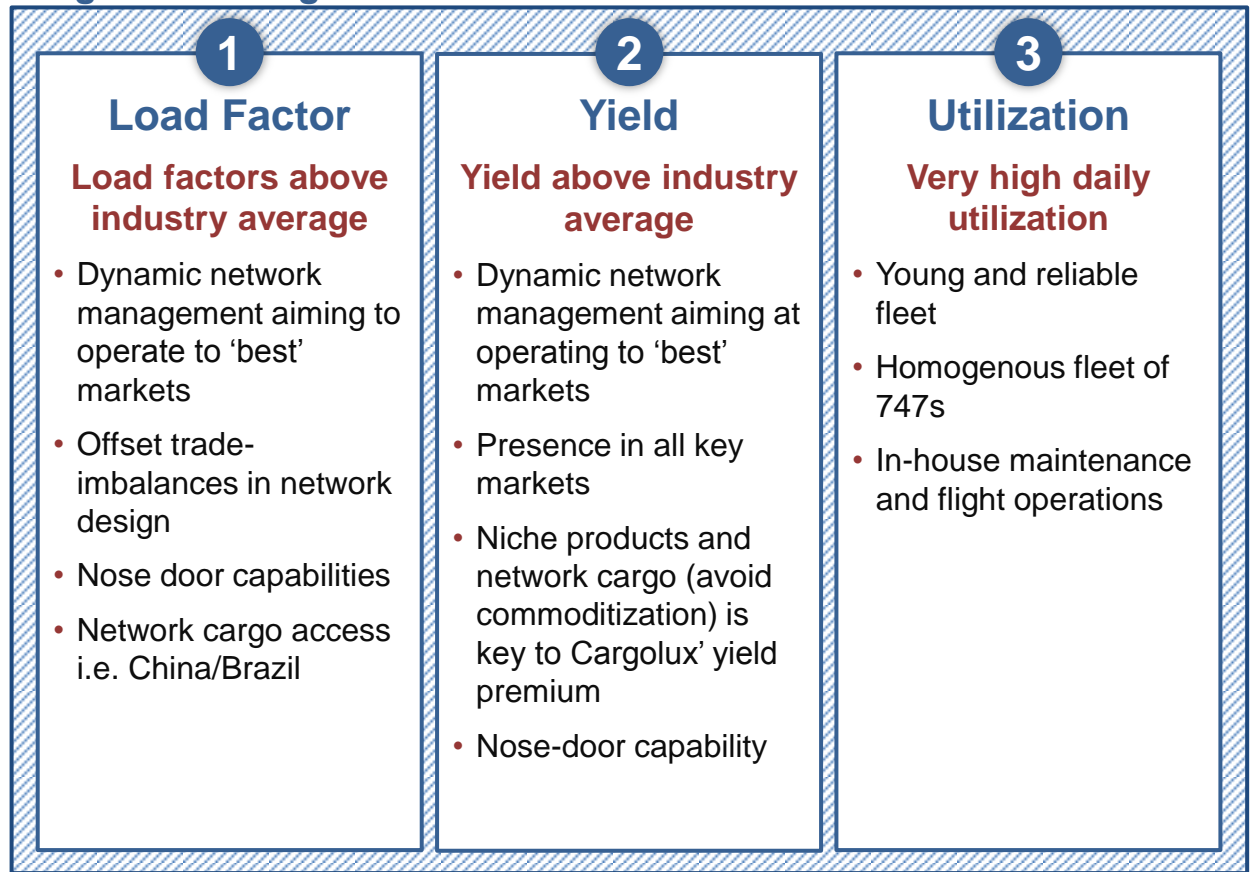 1
Load Factor
Load factors above
industry average
• Dynamic network
management aiming to
operate to ‘best’
markets
• Offset trade-
imbalances in network
design
• Nose door capabilities
• Network cargo access
i.e. China/Brazil
2
Yield
Yield above industry
average
• Dynamic network
management aiming at
operating to ‘best’
markets
• Presence in all key
markets
• Niche products and
network cargo (avoid
commoditization) is
key to Cargolux’ yield
premium
• Nose-door capability
3
Utilization
Very high daily
utilization
• Young and reliable
fleet
• Homogenous fleet of
747s
• In-house maintenance
and flight operations